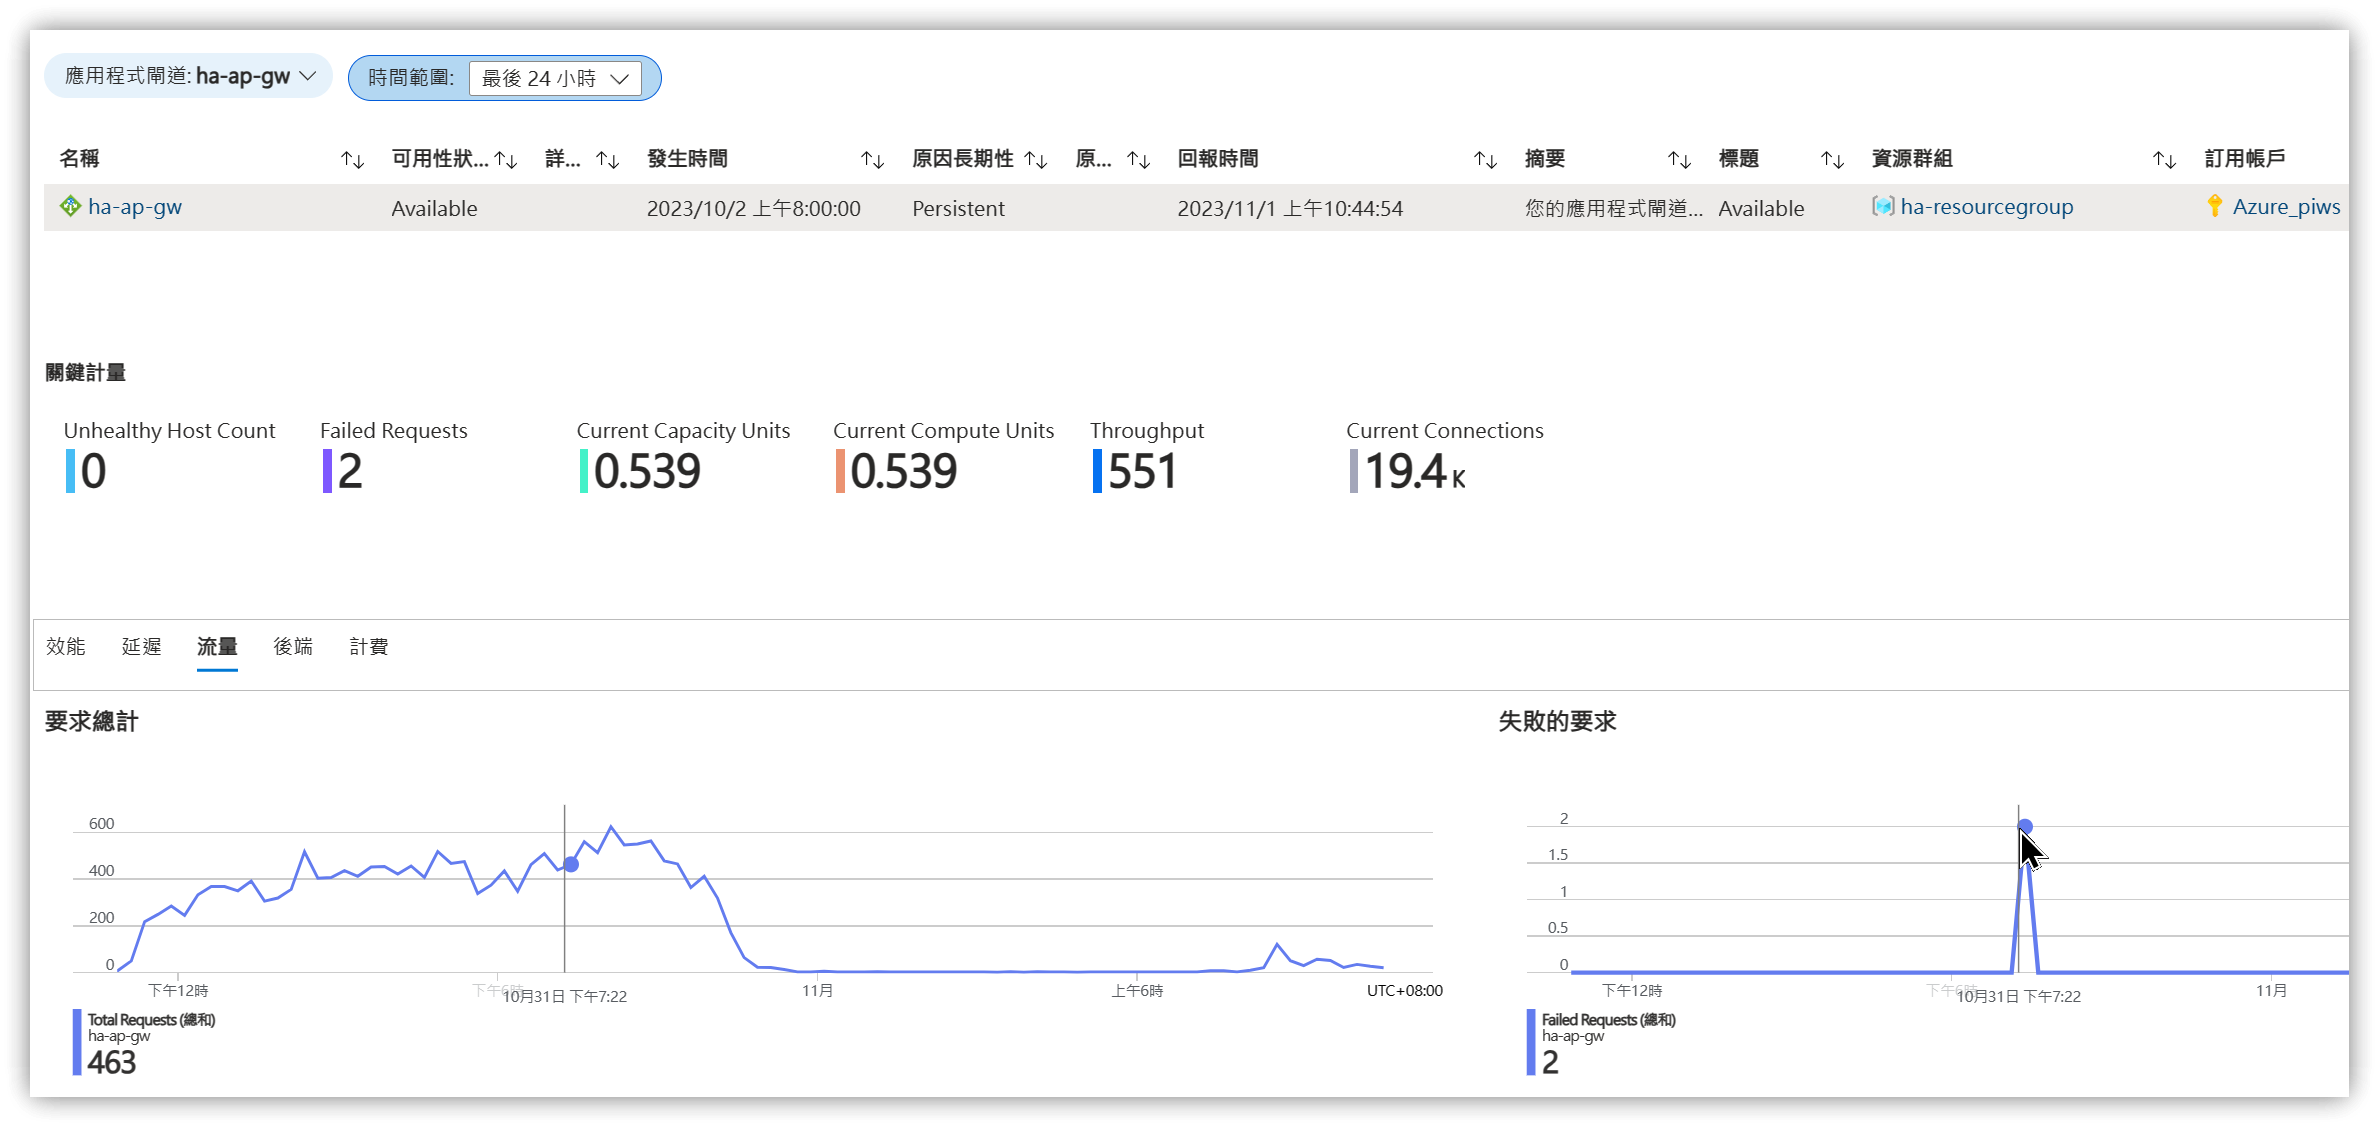 應用程式閘道: ha-ap-gw
時間範圍: 最後 24 小時
名稱 可用性狀... 詳... 發生時間 原因長期性 原... 回報時間 摘要 標題 資源群組 訂用帳戶
ha-ap-gw Available 2023/10/2 上午8:00:00 Persistent 2023/11/1 上午10:44:54 您的應用程式閘道... Available ha-resourcegroup Azure_piws
關鍵計量
Unhealthy Host Count
0
Failed Requests
2
Current Capacity Units
0.539
Current Compute Units
0.539
Throughput
551
Current Connections
19.4 K
效能 延遲 流量 後端 計費
要求總計
600
400
200
0
下午12時 下午6時 10月31日 下午7:22 11月 上午6時 UTC+08:00
Total Requests (總和)
ha-ap-gw
463
失敗的要求
2
1.5
1
0.5
0
下午12時 下午6時 10月31日 下午7:22 11月
Failed Requests (總和)
ha-ap-gw
2